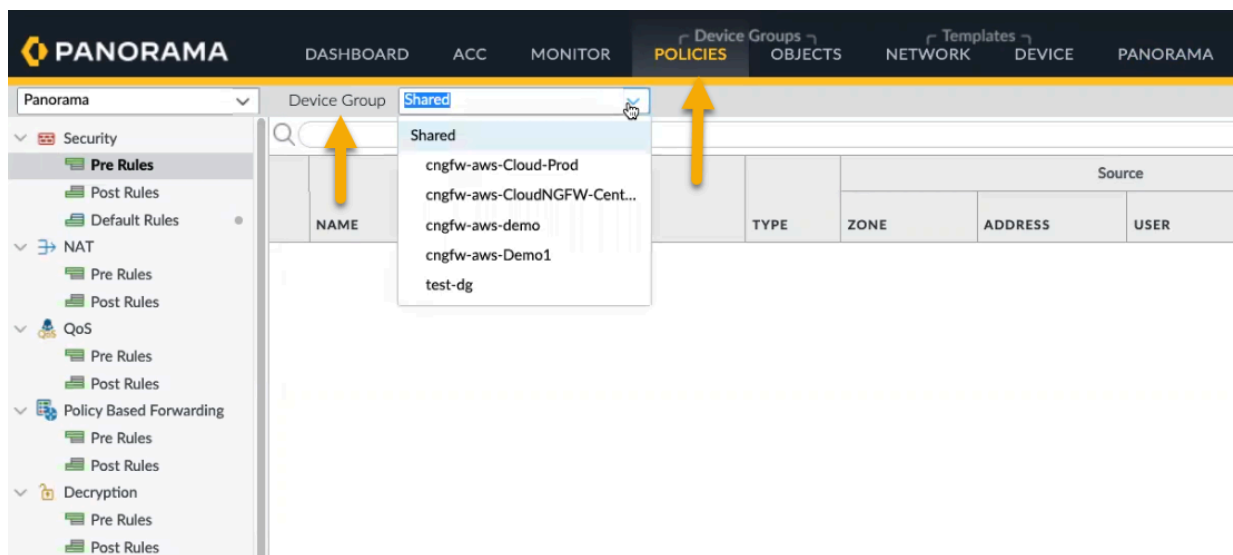 Device Groups
Templates
PANORAMA
DASHBOARD
ACC
MONITOR
POLICIES
OBJECTS
NETWORK
DEVICE
PANORAMA
Panorama
Device Group
Shared
Security
Pre Rules
Post Rules
Default Rules
NAT
Pre Rules
Post Rules
QoS
Pre Rules
Post Rules
Policy Based Forwarding
Pre Rules
Post Rules
Decryption
Pre Rules
Post Rules
Shared
cngfw-aws-Cloud-Prod
cngfw-aws-CloudNGFW-Cent...
cngfw-aws-demo
cngfw-aws-Demo1
test-dg
Source
NAME
TYPE
ZONE
ADDRESS
USER